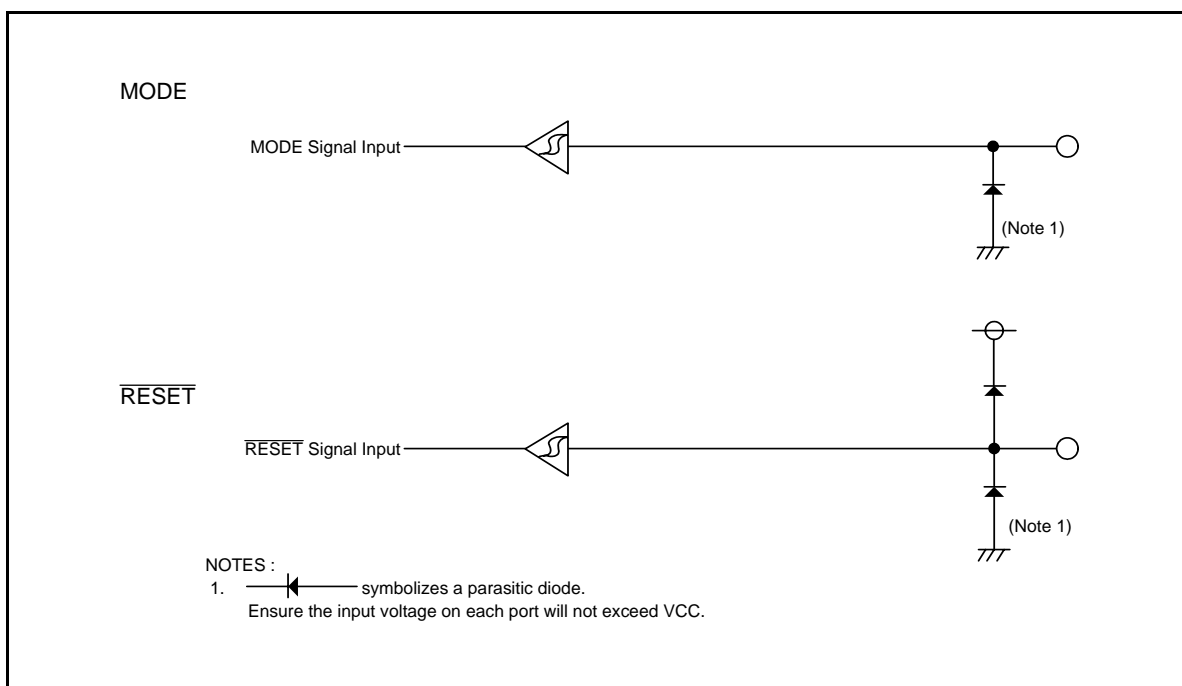 MODE
MODE Signal Input
(Note 1)
RESET
RESET Signal Input
(Note 1)
NOTES :
1. symbolizes a parasitic diode.
Ensure the input voltage on each port will not exceed VCC.